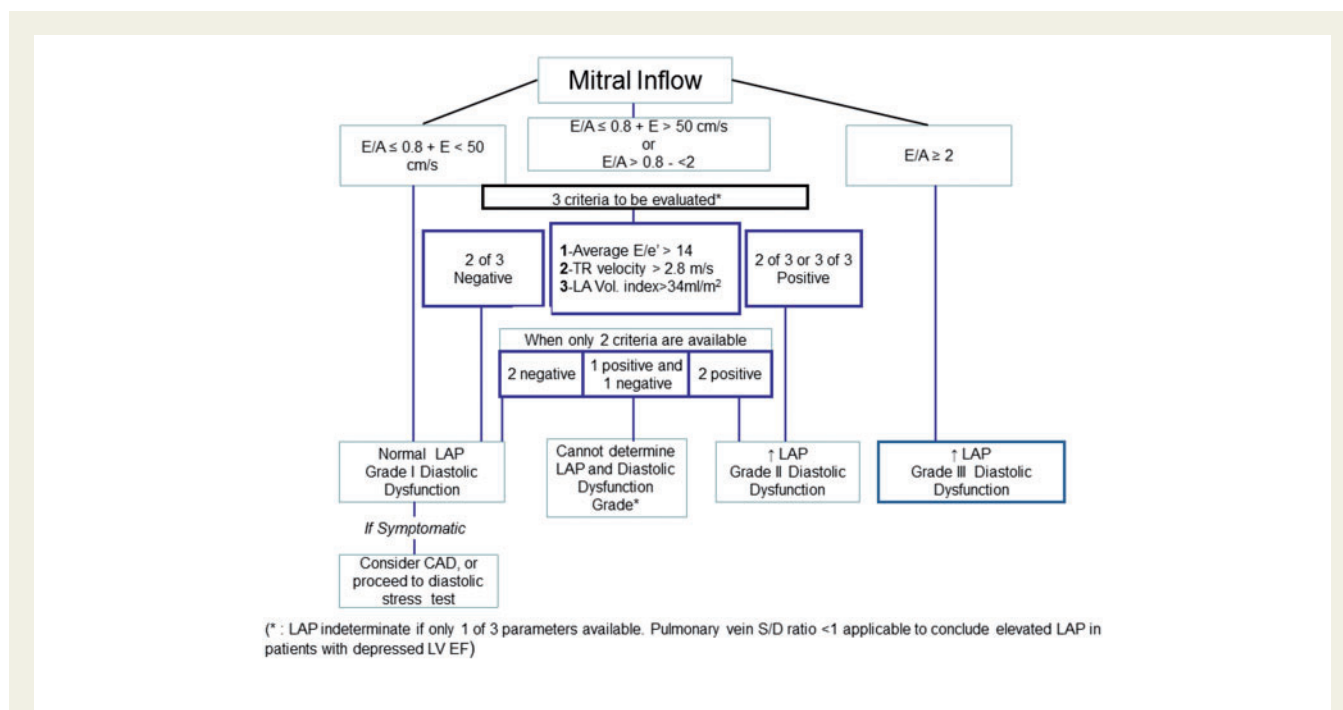 Mitral Inflow
E/A ≤ 0.8 + E < 50
cm/s
E/A ≤ 0.8 + E > 50 cm/s
or
E/A > 0.8 - <2
E/A ≥ 2
3 criteria to be evaluated*
2 of 3
Negative
1-Average E/e’ > 14
2-TR velocity > 2.8 m/s
3-LA Vol. index>34ml/m²
2 of 3 or 3 of 3
Positive
When only 2 criteria are available
2 negative
1 positive and
1 negative
2 positive
Normal LAP
Grade I Diastolic
Dysfunction
Cannot determine
LAP and Diastolic
Dysfunction
Grade*
↑ LAP
Grade II Diastolic
Dysfunction
↑ LAP
Grade III Diastolic
Dysfunction
If Symptomatic
Consider CAD, or
proceed to diastolic
stress test
(* : LAP indeterminate if only 1 of 3 parameters available. Pulmonary vein S/D ratio <1 applicable to conclude elevated LAP in
patients with depressed LV EF)